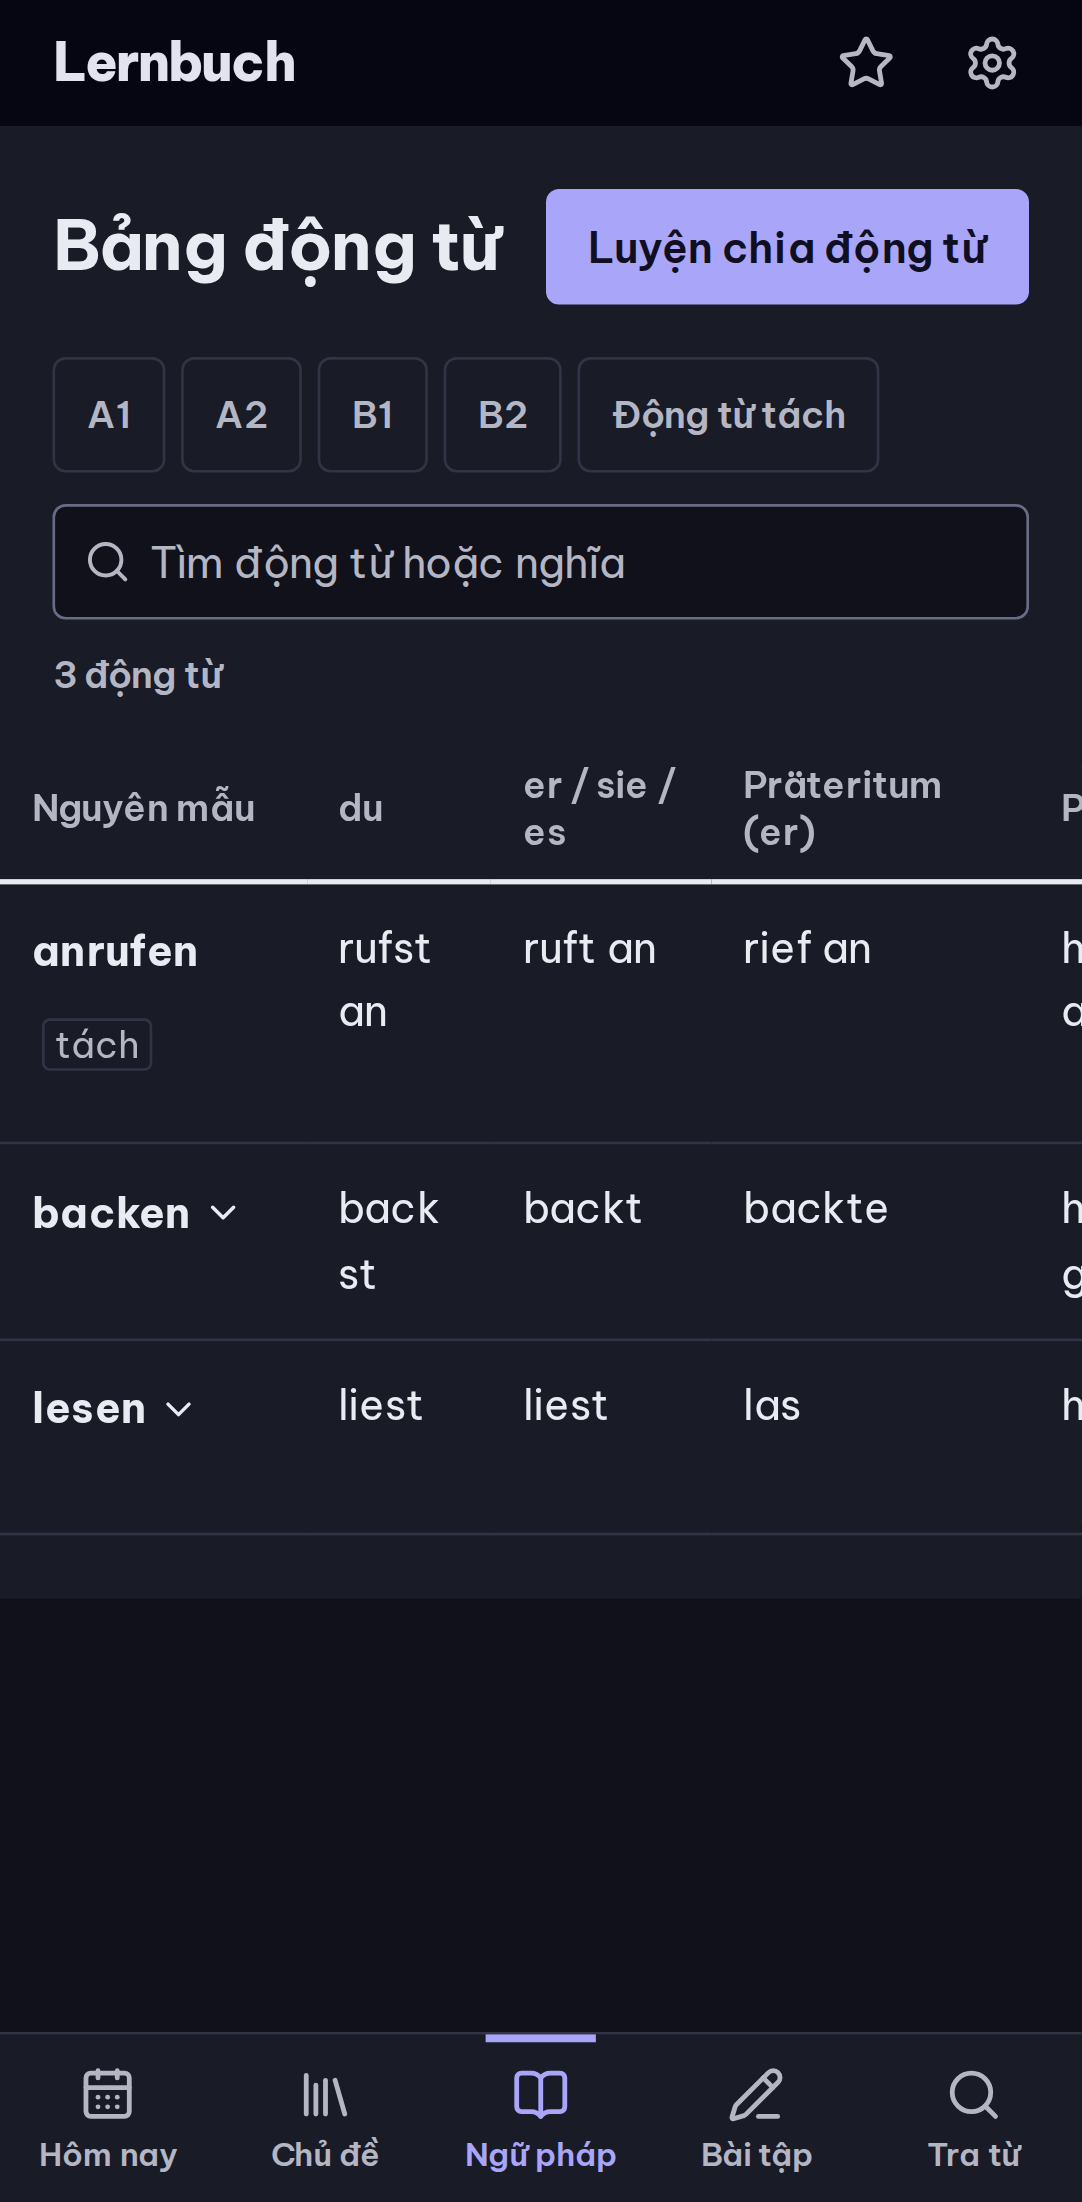 Lernbuch
Bảng động từ
Luyện chia động từ
A1 A2 B1 B2 Động từ tách
Tìm động từ hoặc nghĩa
3 động từ
Nguyên mẫu du er / sie / es Präteritum (er) P
anrufen rufst an ruft an rief an h
tách
backen backst backt backte h
g
lesen liest liest las h
Hôm nay Chủ đề Ngữ pháp Bài tập Tra từ